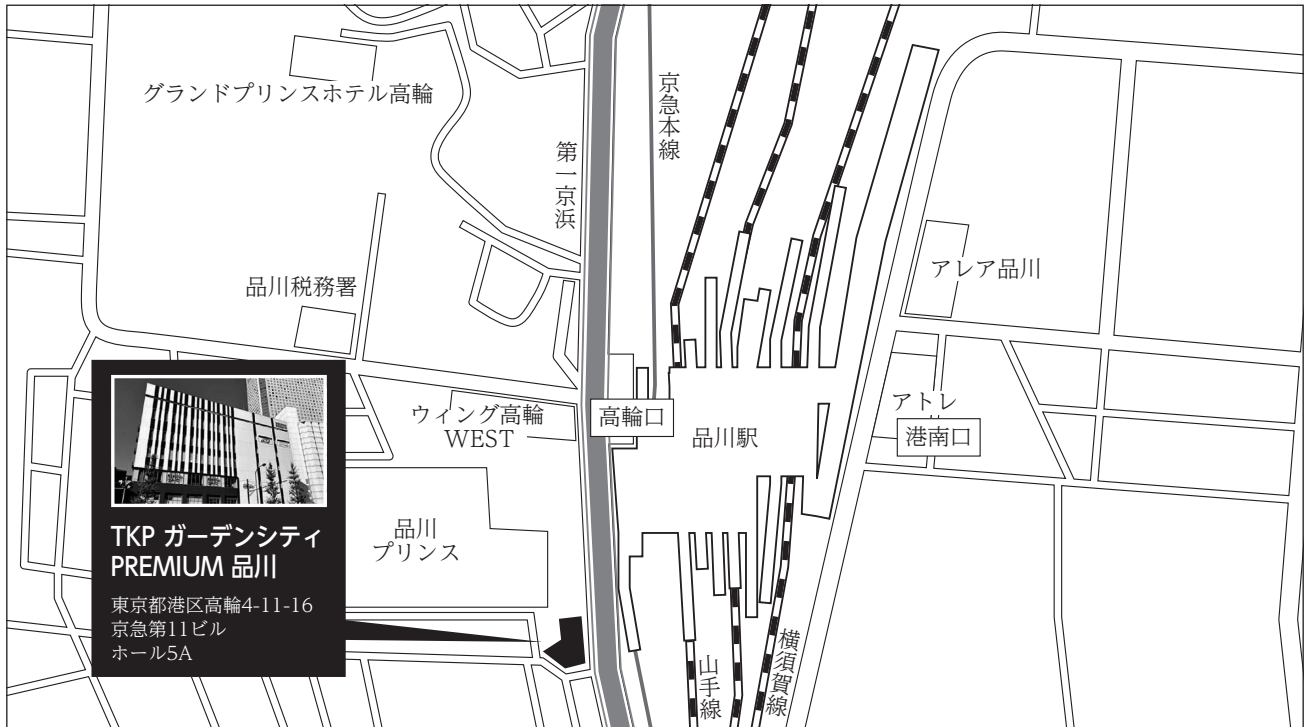 グランドプリンスホテル高輪
第一京浜
京急本線
品川税務署
アレア品川
ウィング高輪
WEST
高輪口
品川駅
アトレ
港南口
TKP ガーデンシティ
PREMIUM 品川
東京都港区高輪4-11-16
京急第11ビル
ホール5A
品川
プリンス
山手線
横須賀線